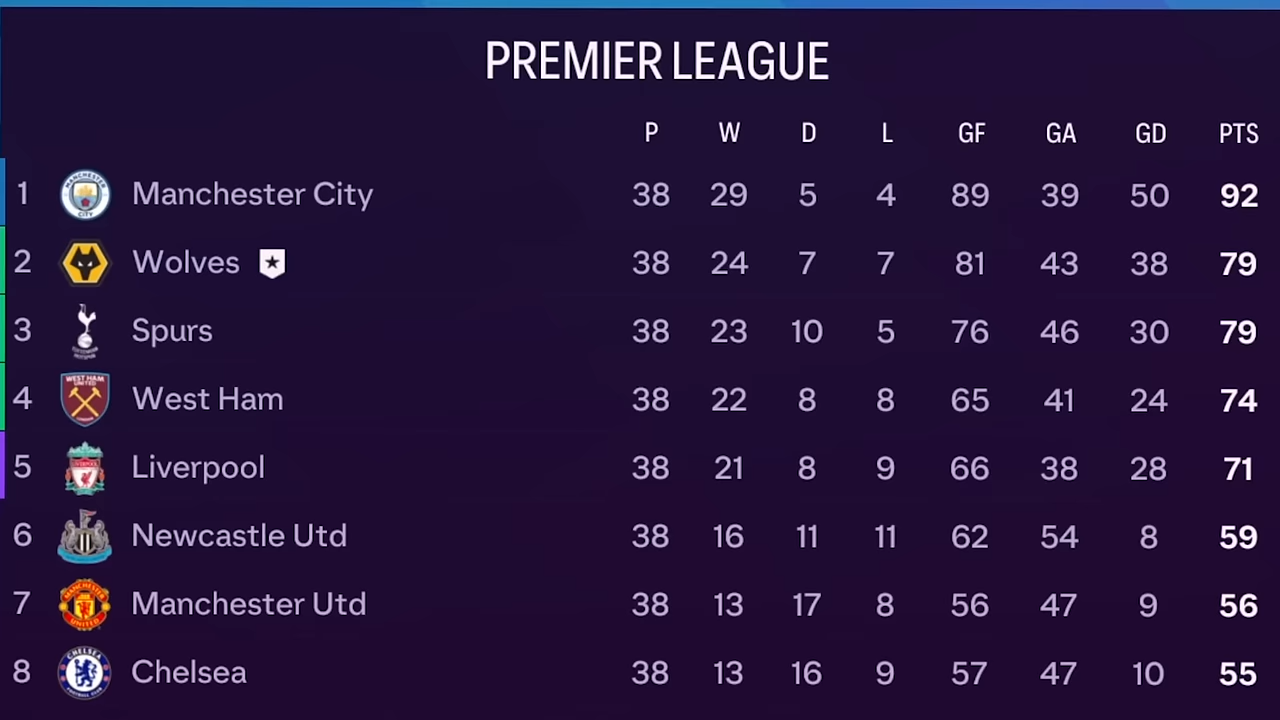 PREMIER LEAGUE
P W D L GF GA GD PTS
1 Manchester City 38 29 5 4 89 39 50 92
2 Wolves 38 24 7 7 81 43 38 79
3 Spurs 38 23 10 5 76 46 30 79
4 West Ham 38 22 8 8 65 41 24 74
5 Liverpool 38 21 8 9 66 38 28 71
6 Newcastle Utd 38 16 11 11 62 54 8 59
7 Manchester Utd 38 13 17 8 56 47 9 56
8 Chelsea 38 13 16 9 57 47 10 55